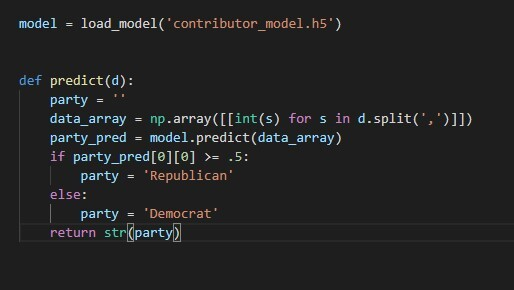 model = load_model('contributor_model.h5')
def predict(d):
    party = ''
    data_array = np.array([[int(s) for s in d.split(',')]])
    party_pred = model.predict(data_array)
    if party_pred[0][0] >= .5:
        party = 'Republican'
    else:
        party = 'Democrat'
    return str(party)